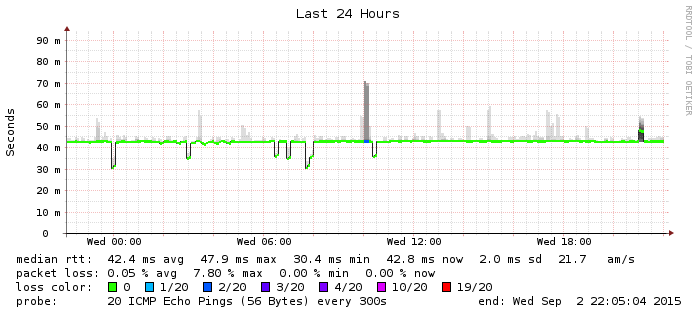 Last 24 Hours
RRDTOOL / TOBI OETIKER
Seconds
90 m
80 m
70 m
60 m
50 m
40 m
30 m
20 m
10 m
0
Wed 00:00 Wed 06:00 Wed 12:00 Wed 18:00
median rtt: 42.4 ms avg 47.9 ms max 30.4 ms min 42.8 ms now 2.0 ms sd 21.7 am/s
packet loss: 0.05 % avg 7.80 % max 0.00 % min 0.00 % now
loss color: 0 1/20 2/20 3/20 4/20 10/20 19/20
probe: 20 ICMP Echo Pings (56 Bytes) every 300s end: Wed Sep 2 22:05:04 2015